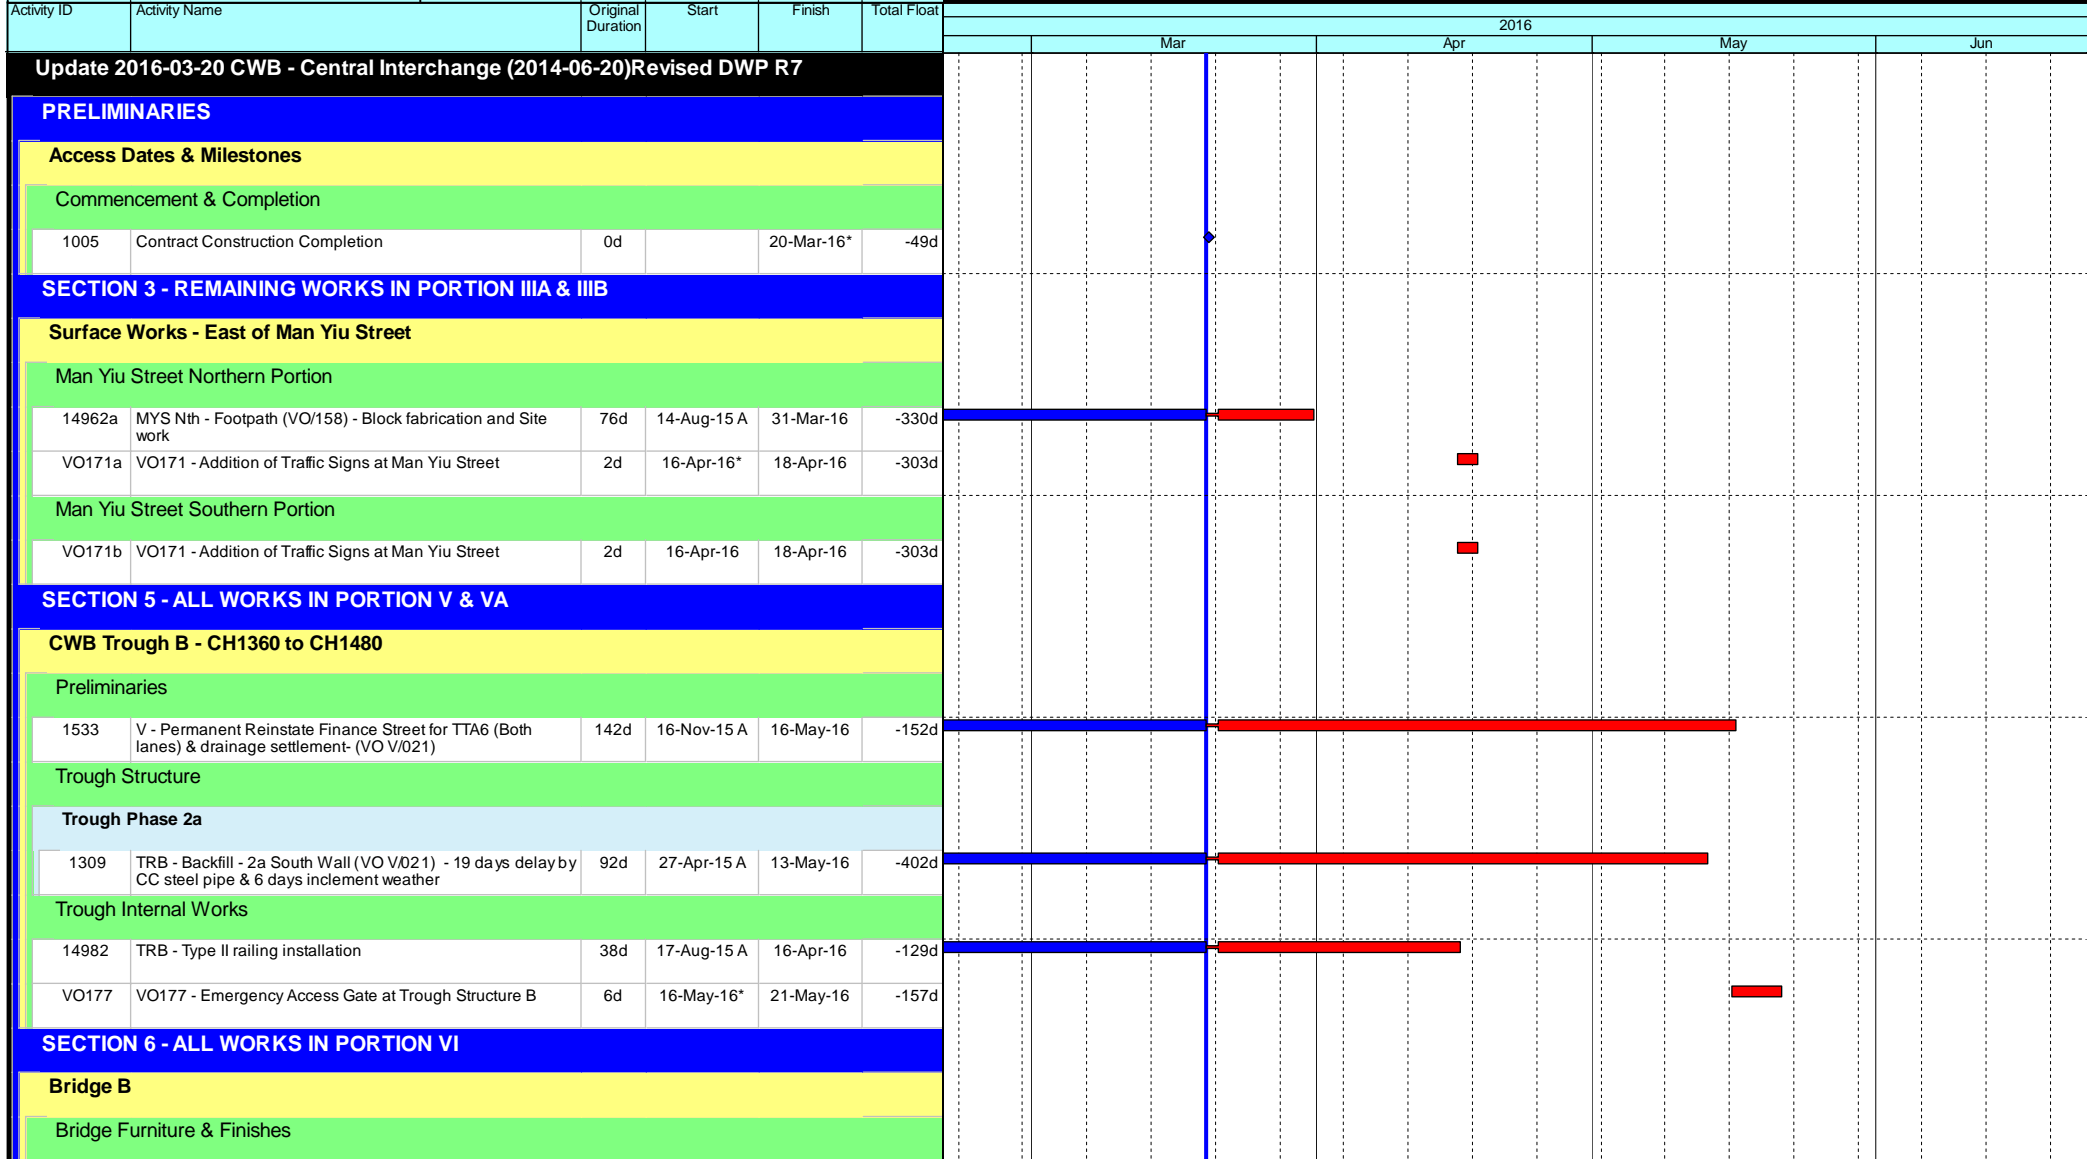 Activity ID Activity Name Original Duration Start Finish Total Float
2016
Mar Apr May Jun
Update 2016-03-20 CWB - Central Interchange (2014-06-20)Revised DWP R7
PRELIMINARIES
Access Dates & Milestones
Commencement & Completion
1005 Contract Construction Completion 0d 20-Mar-16* -49d
SECTION 3 - REMAINING WORKS IN PORTION IIIA & IIIB
Surface Works - East of Man Yiu Street
Man Yiu Street Northern Portion
14962a MYS Nth - Footpath (VO/158) - Block fabrication and Site 76d 14-Aug-15 A 31-Mar-16 -330d
work
VO171a VO171 - Addition of Traffic Signs at Man Yiu Street 2d 16-Apr-16* 18-Apr-16 -303d
Man Yiu Street Southern Portion
VO171b VO171 - Addition of Traffic Signs at Man Yiu Street 2d 16-Apr-16 18-Apr-16 -303d
SECTION 5 - ALL WORKS IN PORTION V & VA
CWB Trough B - CH1360 to CH1480
Preliminaries
1533 V - Permanent Reinstate Finance Street for TTA6 (Both 142d 16-Nov-15 A 16-May-16 -152d
lanes) & drainage settlement- (VO V/021)
Trough Structure
Trough Phase 2a
1309 TRB - Backfill - 2a South Wall (VO V/021) - 19 days delay by 92d 27-Apr-15 A 13-May-16 -402d
CC steel pipe & 6 days inclement weather
Trough Internal Works
14982 TRB - Type II railing installation 38d 17-Aug-15 A 16-Apr-16 -129d
VO177 VO177 - Emergency Access Gate at Trough Structure B 6d 16-May-16* 21-May-16 -157d
SECTION 6 - ALL WORKS IN PORTION VI
Bridge B
Bridge Furniture & Finishes